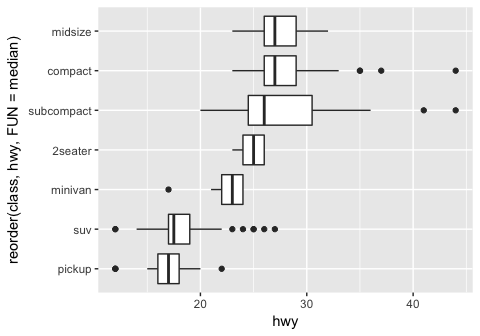 reorder(class, hwy, FUN = median)
midsize
compact
subcompact
2seater
minivan
suv
pickup
20 30 40
hwy